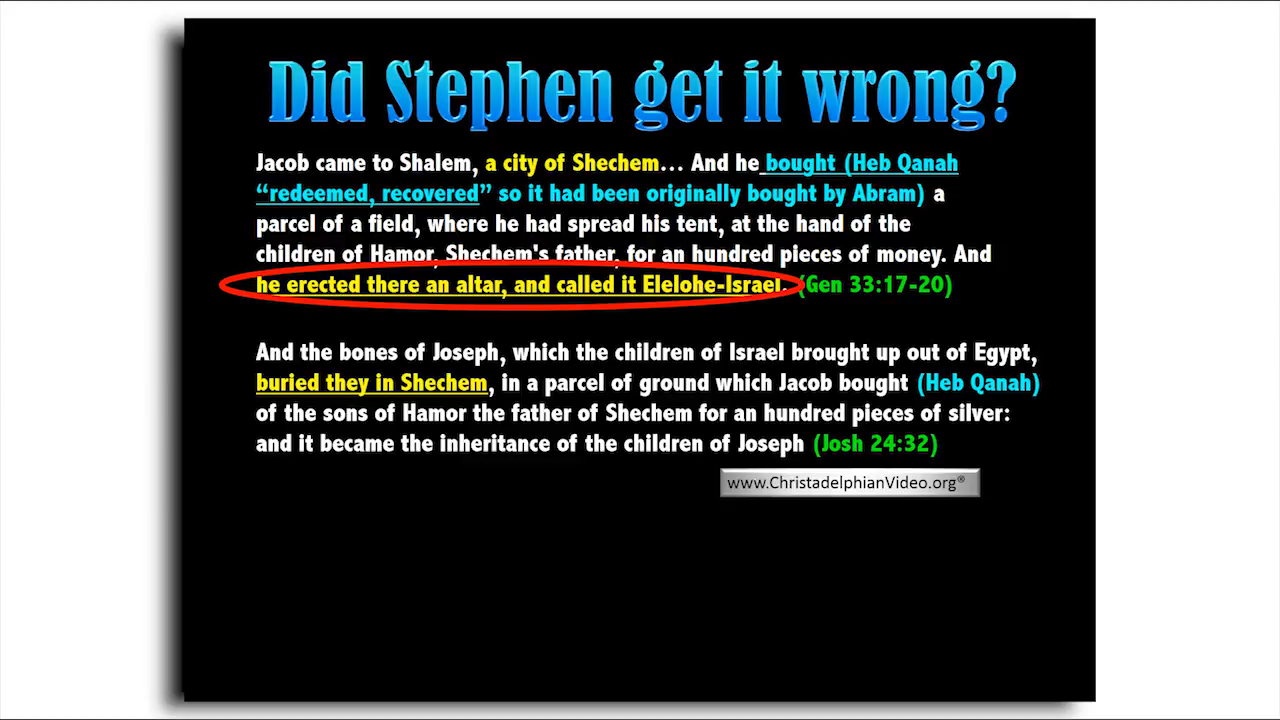 Did Stephen get it wrong?
Jacob came to Shalem, a city of Shechem... And he bought (Heb Qanah
“redeemed, recovered” so it had been originally bought by Abram) a
parcel of a field, where he had spread his tent, at the hand of the
children of Hamor, Shechem's father, for an hundred pieces of money. And
he erected there an altar, and called it Elelohe-Israel. (Gen 33:17-20)
And the bones of Joseph, which the children of Israel brought up out of Egypt,
buried they in Shechem, in a parcel of ground which Jacob bought (Heb Qanah)
of the sons of Hamor the father of Shechem for an hundred pieces of silver:
and it became the inheritance of the children of Joseph (Josh 24:32)
www.ChristadelphianVideo.org®